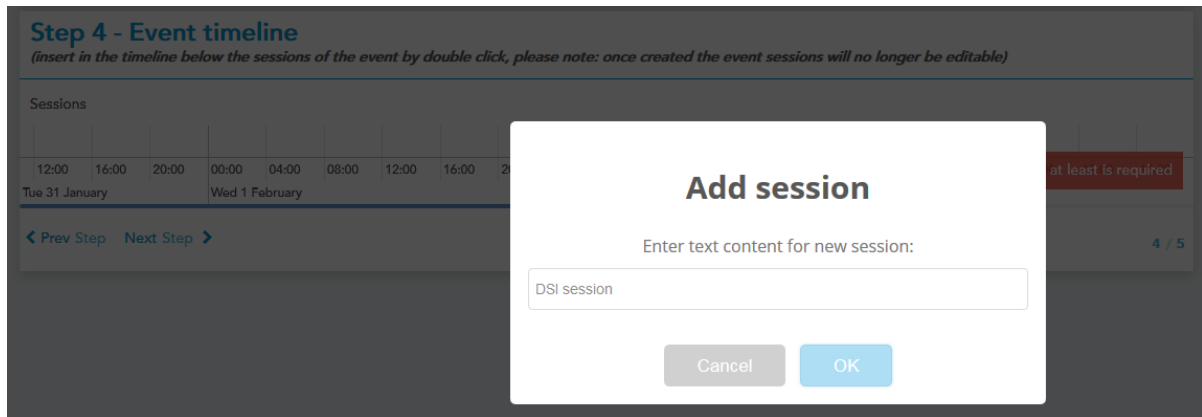 Step 4 - Event timeline
(insert in the timeline below the sessions of the event by double click, please note: once created the event sessions will no longer be editable)
Sessions
12:00 16:00 20:00 00:00 04:00 08:00 12:00 16:00
at least is required
Tue 31 January Wed 1 February
Prev Step Next Step
4 / 5
Add session
Enter text content for new session:
DSI session
Cancel OK